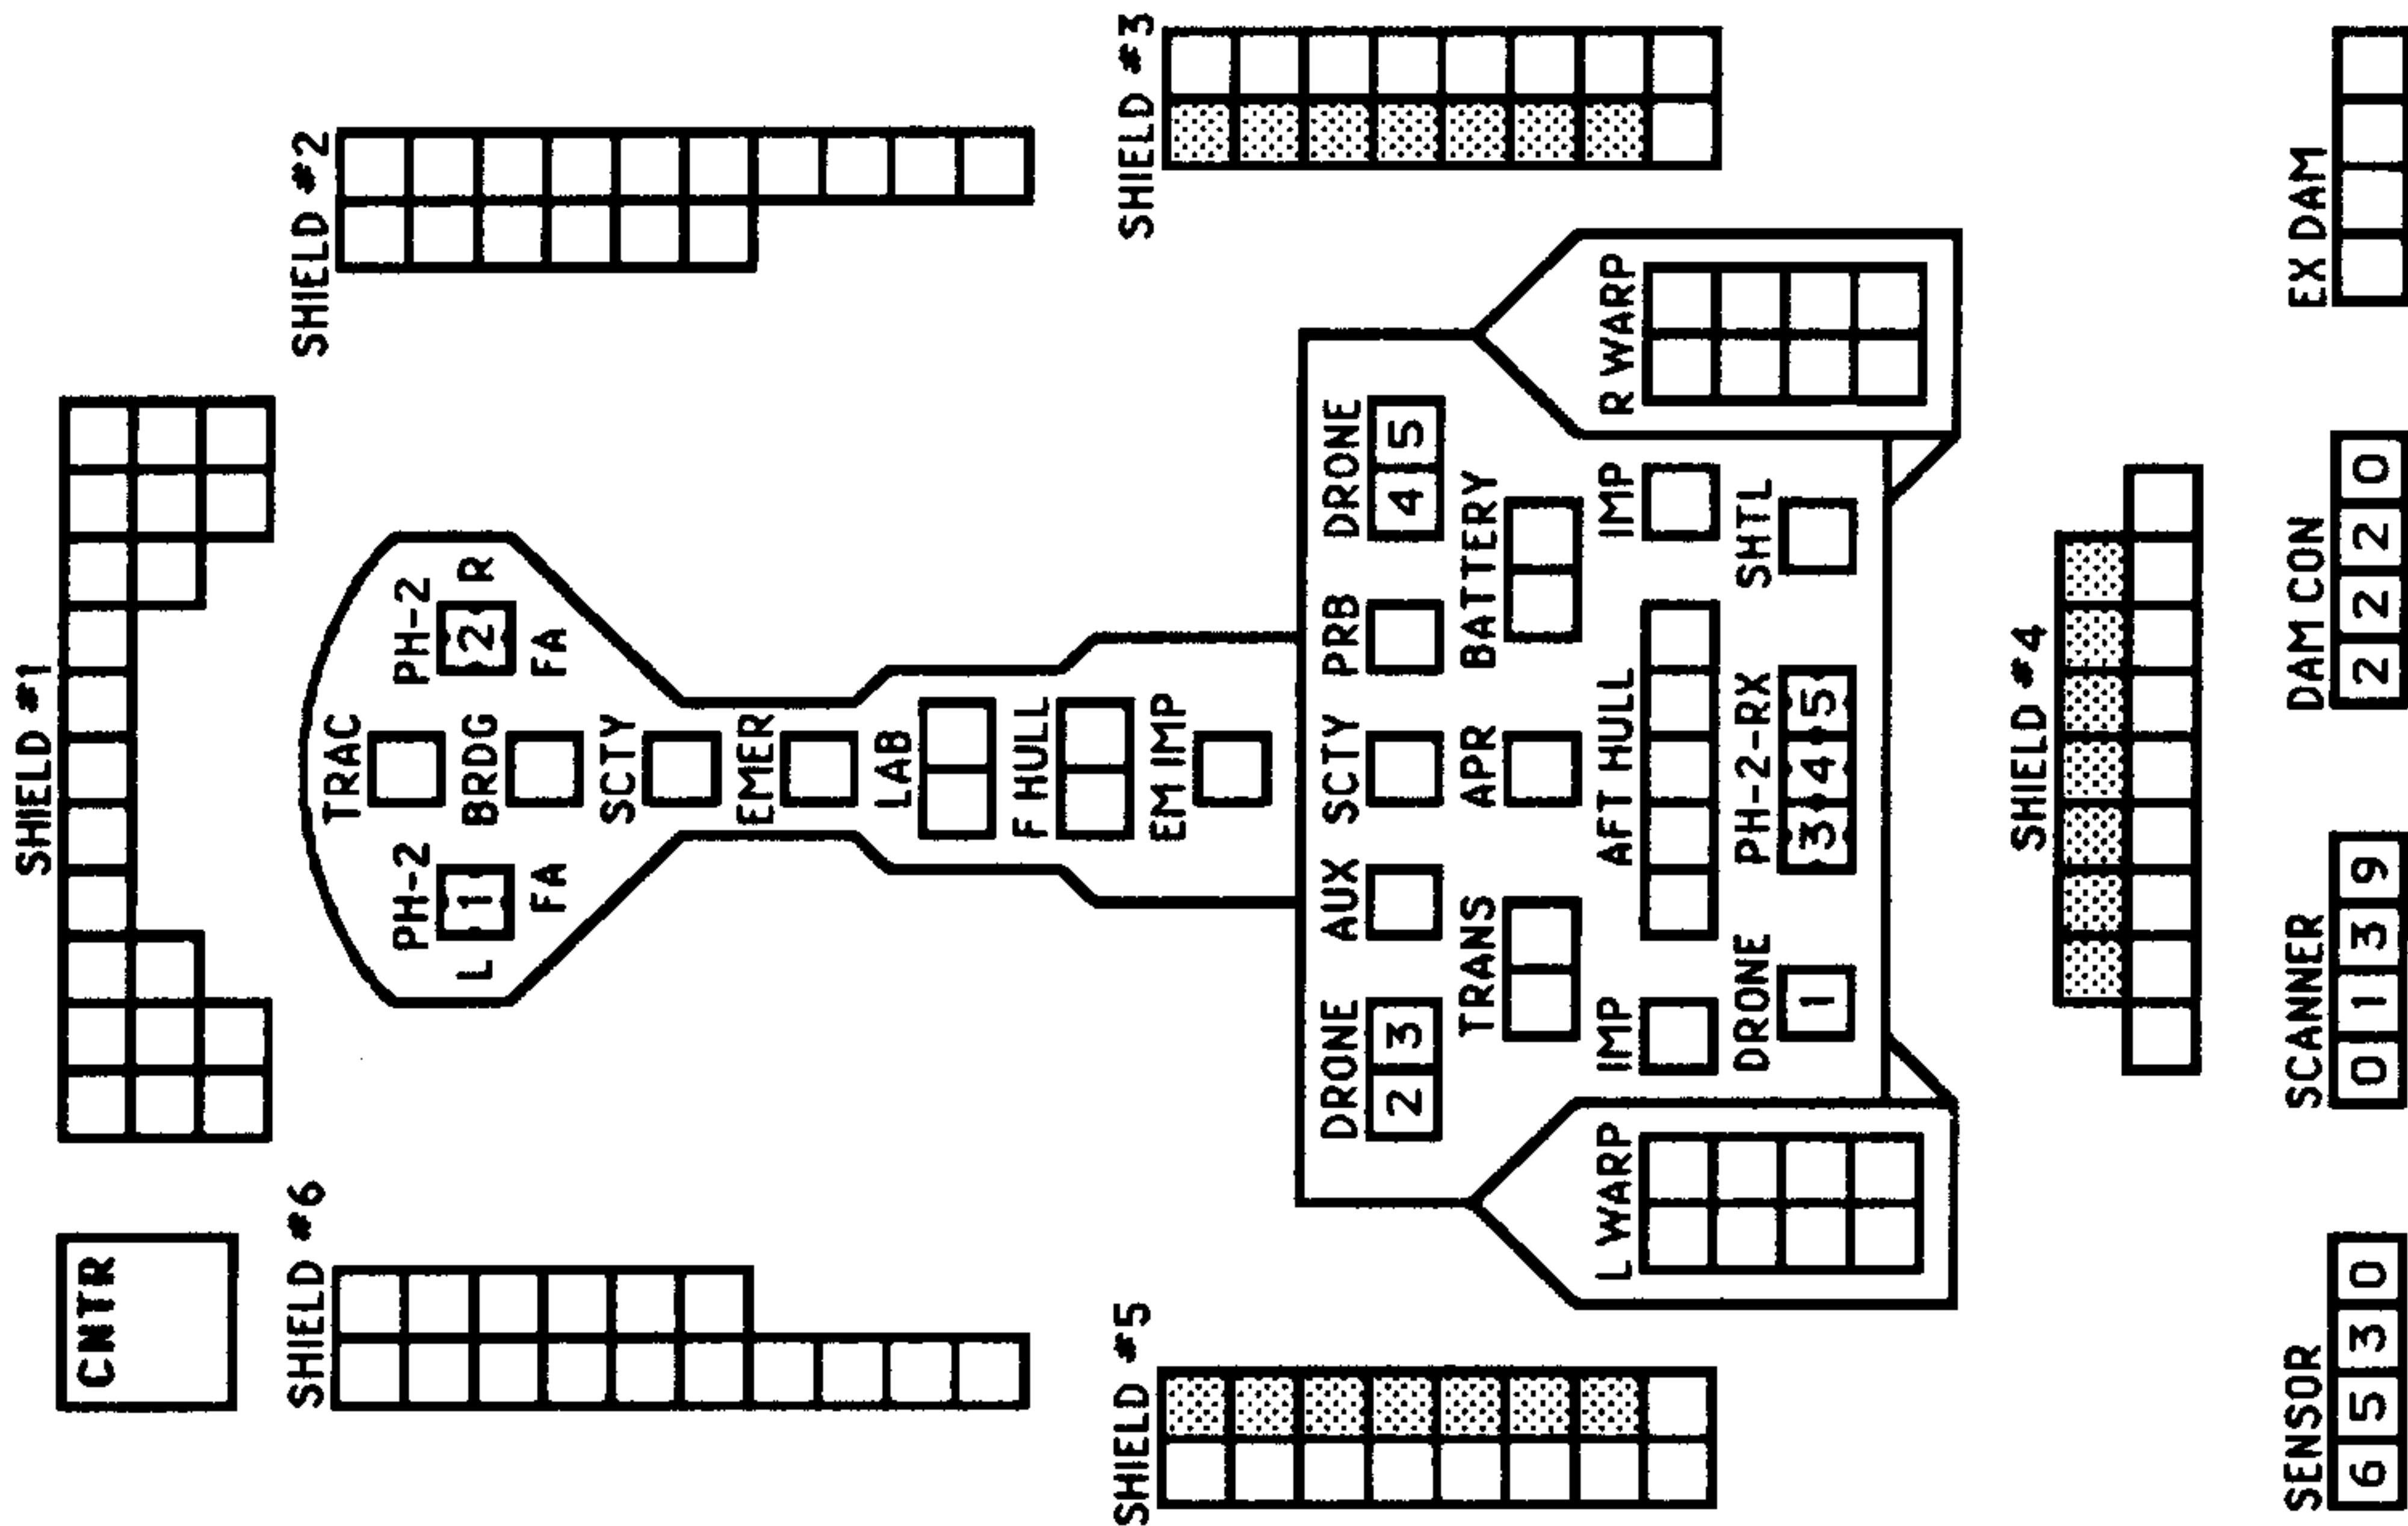 SHIELD #1
CNTR
SHIELD #6
SHIELD #2
TRAC
PH-2
PH-2
L 1
2 R
FA
FA
BRDG
SCTY
EMER
LAB
F HULL
EM IMP
SHIELD #5
SHIELD #3
DRONE
AUX
SCTY
PRB
DRONE
2 3
4 5
TRANS
APR
BATTERY
L WARP
IMP
AFT HULL
IMP
R WARP
DRONE
PH-2-RX
SHTL
1
3 4 5
SHIELD #4
SENSOR
SCANNER
DAM CON
EX DAM
6 5 3 0
0 1 3 9
2 2 2 0